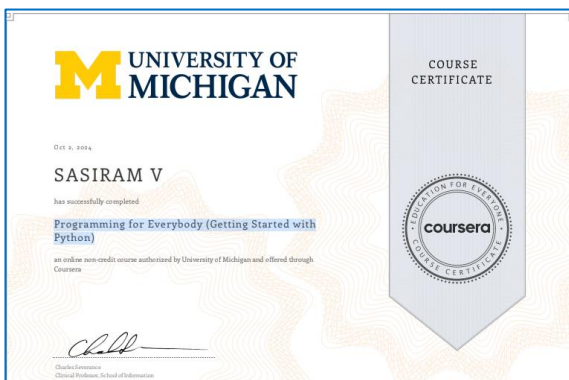 UNIVERSITY OF
MICHIGAN
COURSE
CERTIFICATE
Oct 2, 2024
SASIRAM V
has successfully completed
Programming for Everybody (Getting Started with
Python)
an online non-credit course authorized by University of Michigan and offered through
Coursera
EDUCATION FOR EVERYONE
coursera
COURSE CERTIFICATE
Charles Severance
Clinical Professor, School of Information